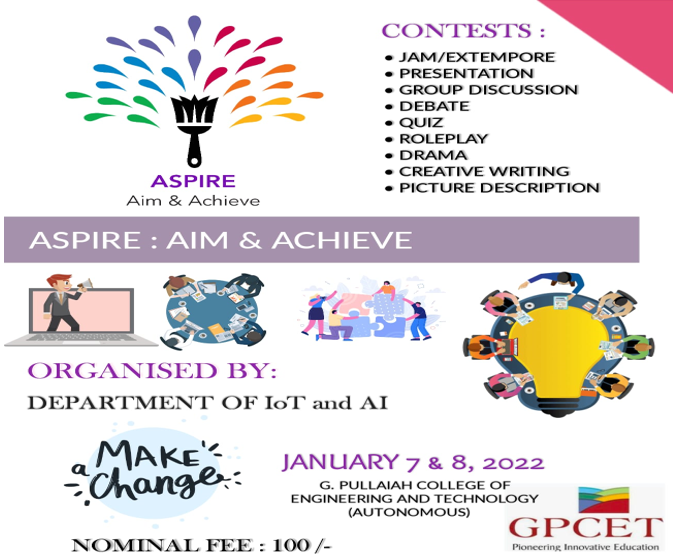 CONTESTS :
• JAM/EXTEMPORE
• PRESENTATION
• GROUP DISCUSSION
• DEBATE
• QUIZ
• ROLEPLAY
• DRAMA
• CREATIVE WRITING
• PICTURE DESCRIPTION
ASPIRE
Aim & Achieve
ASPIRE : AIM & ACHIEVE
ORGANISED BY:
DEPARTMENT OF IoT and AI
a MAKE
Change
JANUARY 7 & 8, 2022
G. PULLAIAH COLLEGE OF
ENGINEERING AND TECHNOLOGY
(AUTONOMOUS)
GPCET
Pioneering Innovative Education
NOMINAL FEE : 100 /-